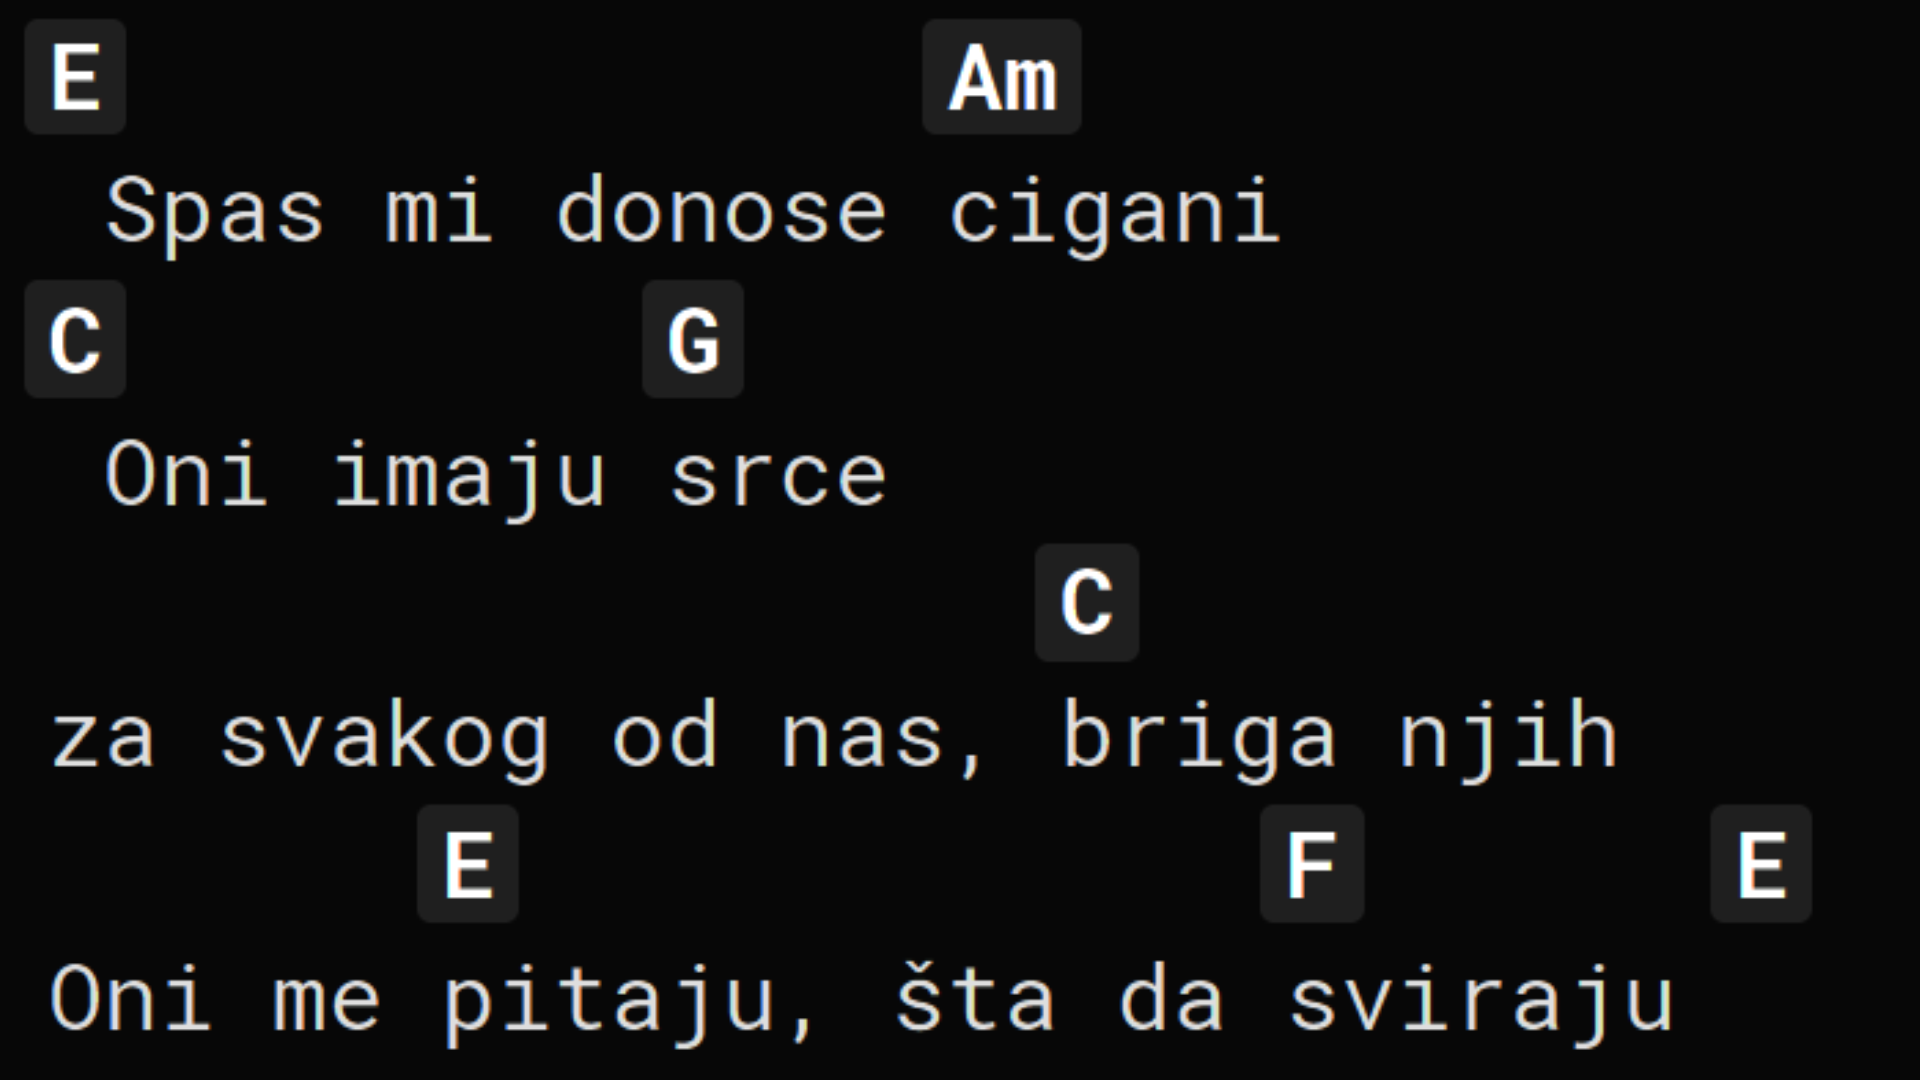 E Am
Spas mi donose cigani
C G
Oni imaju srce
C
za svakog od nas, briga njih
E F E
Oni me pitaju, šta da sviraju